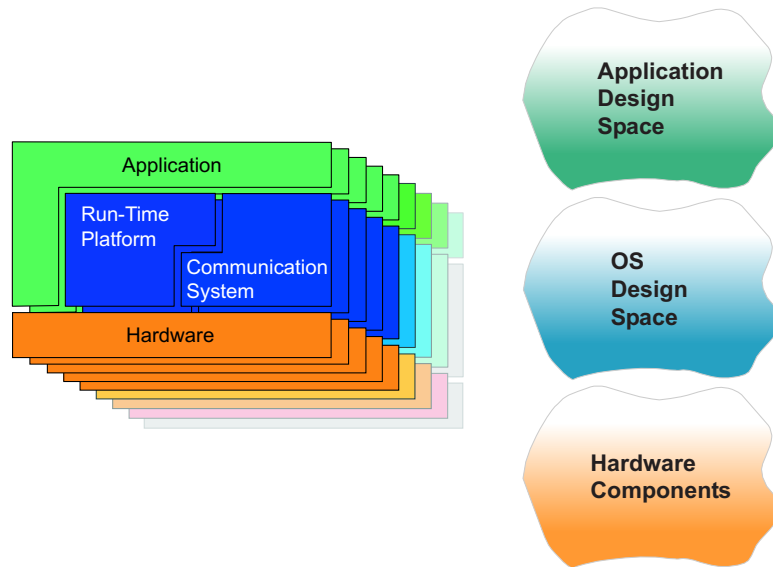 Application
Run-Time
Platform
Communication
System
Hardware
Application
Design
Space
OS
Design
Space
Hardware
Components